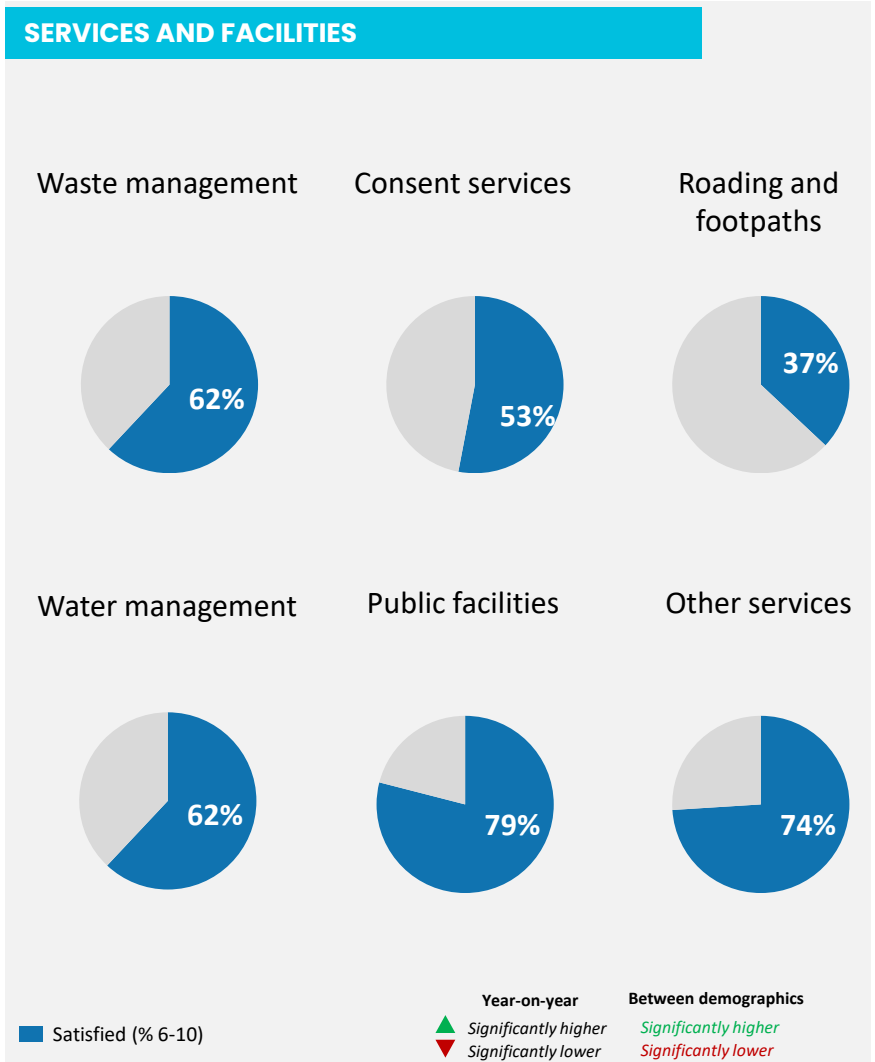 SERVICES AND FACILITIES
Waste management
Consent services
Roading and
footpaths
62%
53%
37%
Water management
Public facilities
Other services
62%
79%
74%
Satisfied (% 6-10)
Year-on-year
Significantly higher
Significantly lower
Between demographics
Significantly higher
Significantly lower